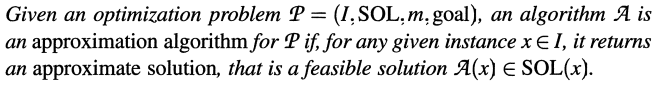 Given an optimization problem P = (I, SOL, m, goal), an algorithm A is
an approximation algorithm for P if, for any given instance x ∈ I, it returns
an approximate solution, that is a feasible solution A(x) ∈ SOL(x).